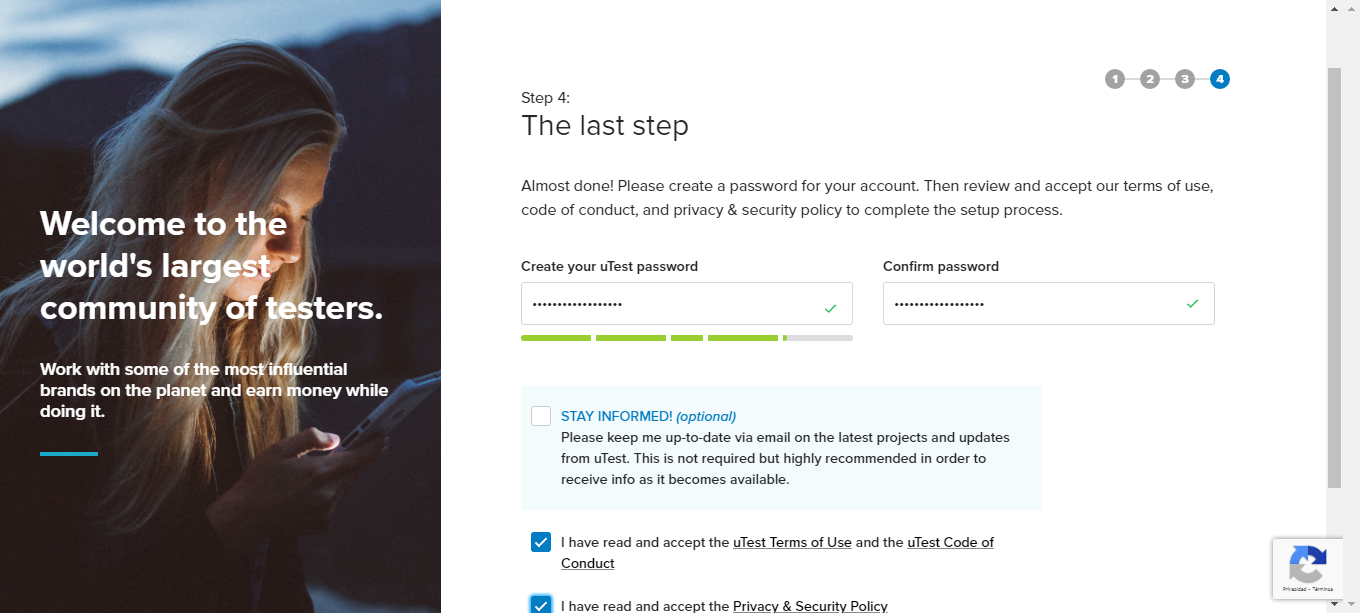 Welcome to the
world's largest
community of testers.
Work with some of the most influential
brands on the planet and earn money while
doing it.
1 2 3 4
Step 4:
The last step
Almost done! Please create a password for your account. Then review and accept our terms of use,
code of conduct, and privacy & security policy to complete the setup process.
Create your uTest password
Confirm password
••••••••••••••••••
••••••••••••••••••
STAY INFORMED! (optional)
Please keep me up-to-date via email on the latest projects and updates
from uTest. This is not required but highly recommended in order to
receive info as it becomes available.
I have read and accept the uTest Terms of Use and the uTest Code of
Conduct
I have read and accept the Privacy & Security Policy
Privacidad - Términos